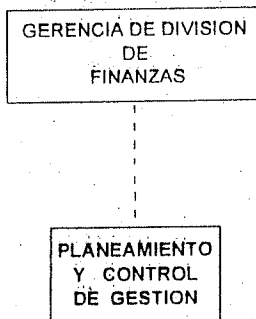 GERENCIA DE DIVISION
DE
FINANZAS
PLANEAMIENTO
Y CONTROL
DE GESTION